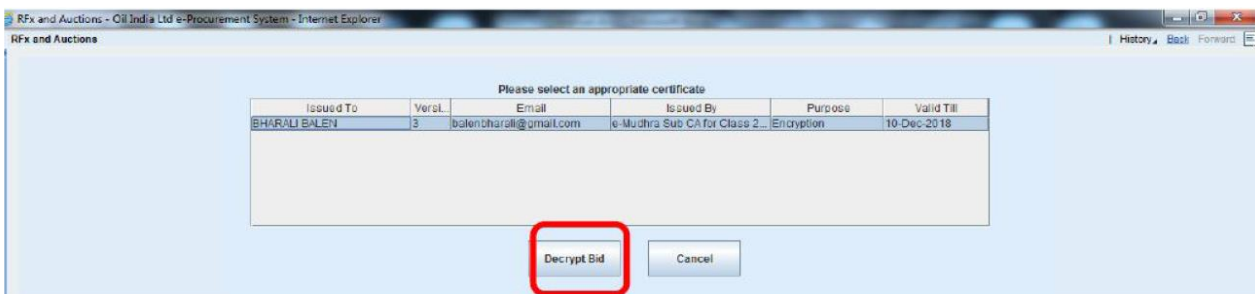 RFx and Auctions - Oil India Ltd e-Procurement System - Internet Explorer
RFx and Auctions | History Back Forward
Please select an appropriate certificate
Issued To Versi... Email Issued By Purpose Valid Till
BHARALI BALEN 3 balenbharali@gmail.com e-Mudhra Sub CA for Class 2... Encryption 10-Dec-2018
Decrypt Bid Cancel